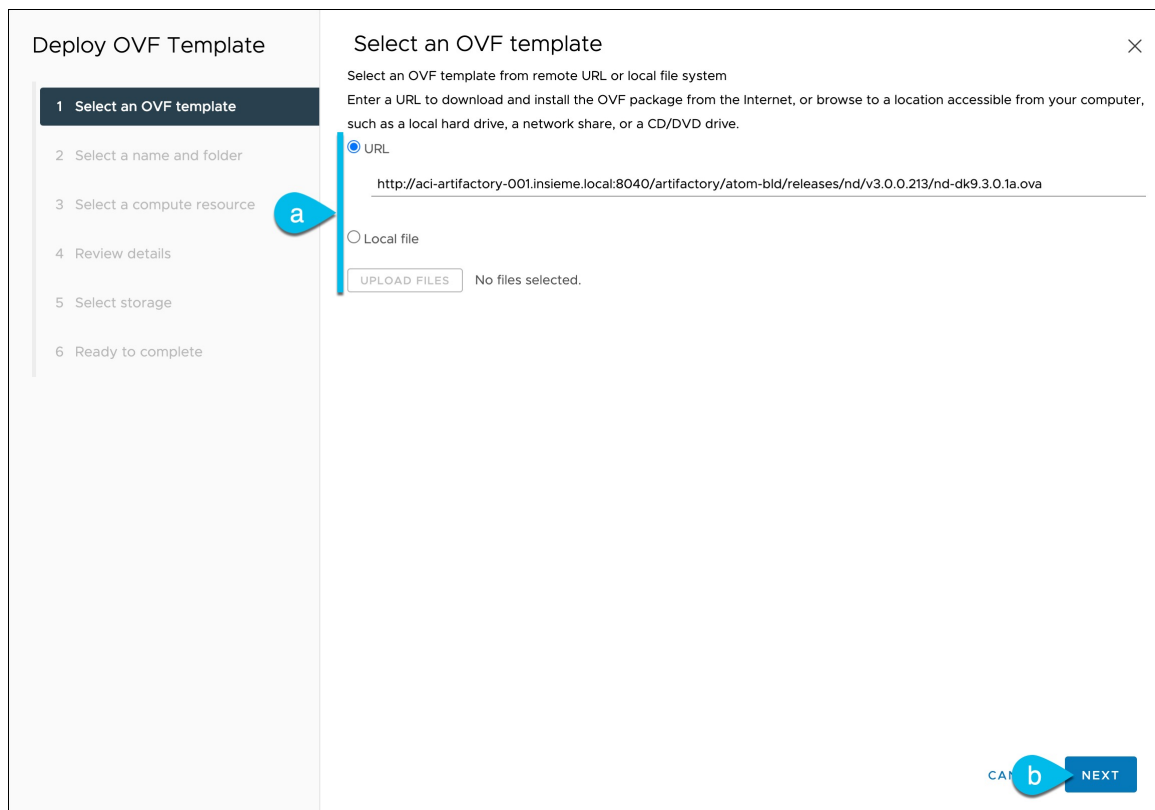 Deploy OVF Template
1 Select an OVF template
2 Select a name and folder
3 Select a compute resource
4 Review details
5 Select storage
6 Ready to complete
Select an OVF template
Select an OVF template from remote URL or local file system
Enter a URL to download and install the OVF package from the Internet, or browse to a location accessible from your computer,
such as a local hard drive, a network share, or a CD/DVD drive.
URL
http://aci-artifactory-001.insieme.local:8040/artifactory/atom-bld/releases/nd/v3.0.0.213/nd-dk9.3.0.1a.ova
a
Local file
UPLOAD FILES No files selected.
b NEXT